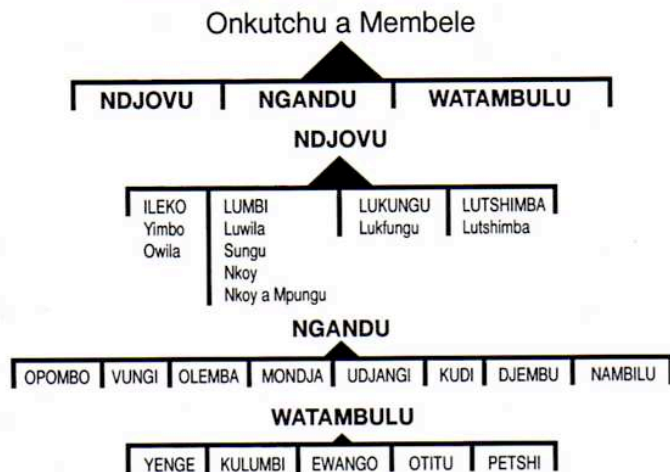 Onkutchu a Membele
NDJOVU NGANDU WATAMBULU
NDJOVU
ILEKO LUMBI LUKUNGU LUTSHIMBA
Yimbo Luwila Lukfungu Lutshimba
Owila Sungu
Nkoy
Nkoy a Mpungu
NGANDU
OPOMBO VUNGI OLEMBA MONDJA UDJANGI KUDI DJEMBU NAMBILU
WATAMBULU
YENGE KULUMBI EWANGO OTITU PETSHI